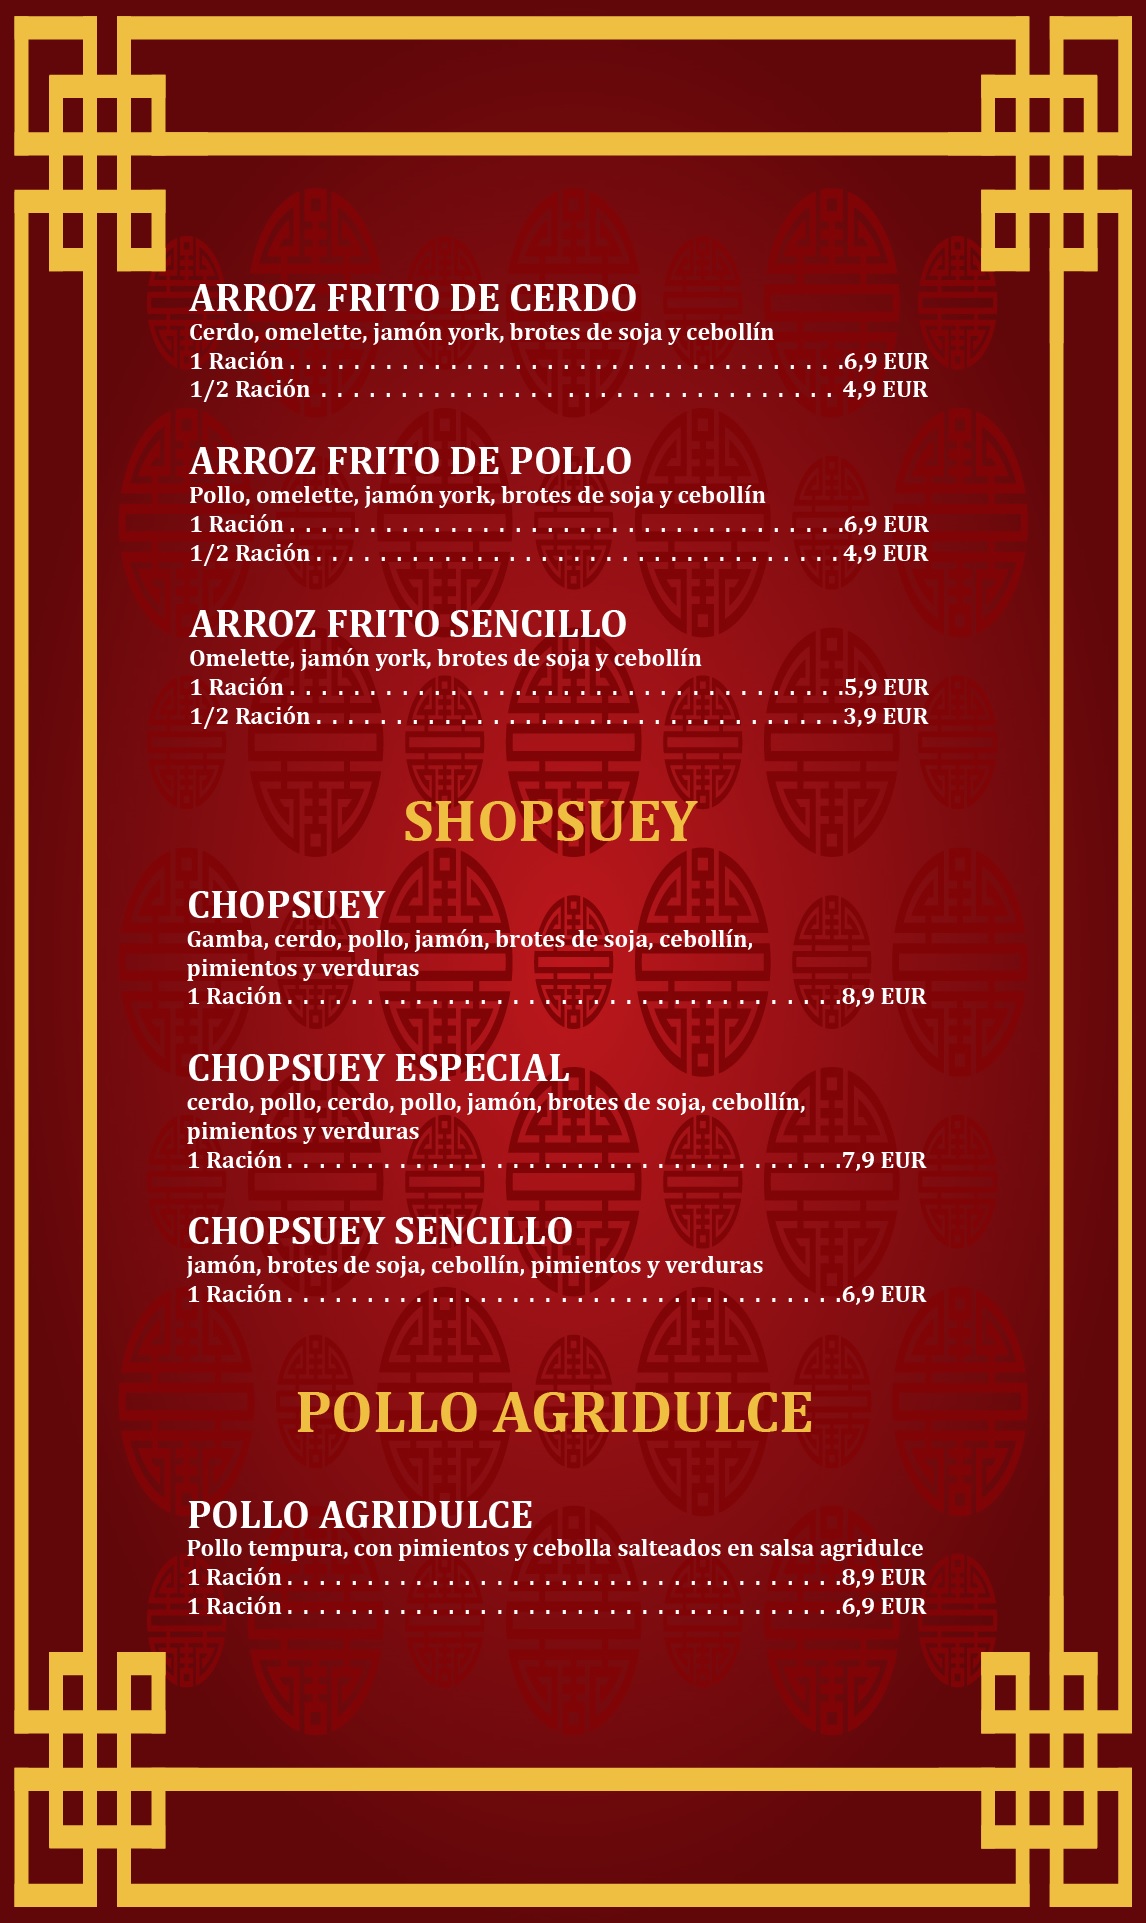 ARROZ FRITO DE CERDO
Cerdo, omelette, jamón york, brotes de soja y cebollín
1 Ración . . . . . . . . . . . . . . . . . . . . . . . . . . . . . . . . . . .6,9 EUR
1/2 Ración . . . . . . . . . . . . . . . . . . . . . . . . . . . . . . . . . 4,9 EUR
ARROZ FRITO DE POLLO
Pollo, omelette, jamón york, brotes de soja y cebollín
1 Ración . . . . . . . . . . . . . . . . . . . . . . . . . . . . . . . . . . .6,9 EUR
1/2 Ración . . . . . . . . . . . . . . . . . . . . . . . . . . . . . . . . . 4,9 EUR
ARROZ FRITO SENCILLO
Omelette, jamón york, brotes de soja y cebollín
1 Ración . . . . . . . . . . . . . . . . . . . . . . . . . . . . . . . . . . .5,9 EUR
1/2 Ración . . . . . . . . . . . . . . . . . . . . . . . . . . . . . . . . . 3,9 EUR
SHOPSUEY
CHOPSUEY
Gamba, cerdo, pollo, jamón, brotes de soja, cebollín,
pimientos y verduras
1 Ración . . . . . . . . . . . . . . . . . . . . . . . . . . . . . . . . . . .8,9 EUR
CHOPSUEY ESPECIAL
cerdo, pollo, cerdo, pollo, jamón, brotes de soja, cebollín,
pimientos y verduras
1 Ración . . . . . . . . . . . . . . . . . . . . . . . . . . . . . . . . . . .7,9 EUR
CHOPSUEY SENCILLO
jamón, brotes de soja, cebollín, pimientos y verduras
1 Ración . . . . . . . . . . . . . . . . . . . . . . . . . . . . . . . . . . .6,9 EUR
POLLO AGRIDULCE
POLLO AGRIDULCE
Pollo tempura, con pimientos y cebolla salteados en salsa agridulce
1 Ración . . . . . . . . . . . . . . . . . . . . . . . . . . . . . . . . . . .8,9 EUR
1 Ración . . . . . . . . . . . . . . . . . . . . . . . . . . . . . . . . . . .6,9 EUR